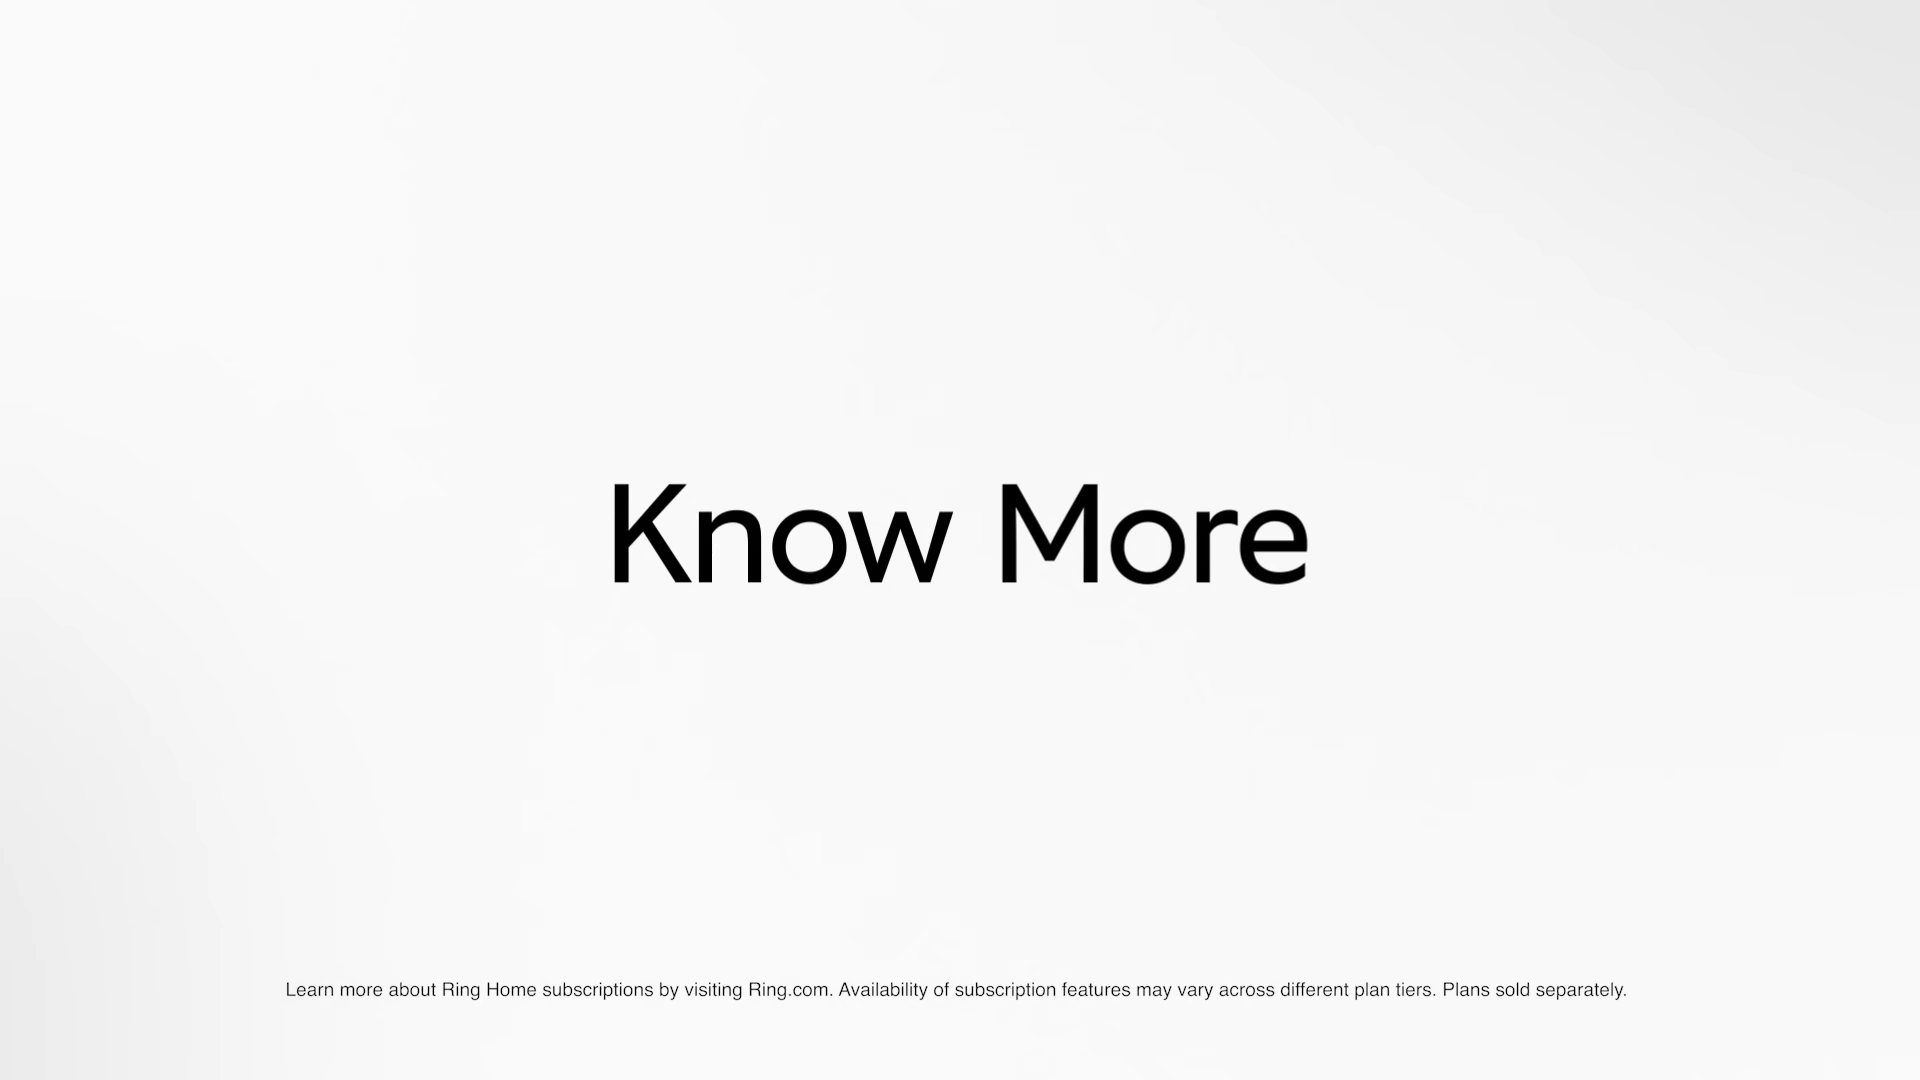 Know More
Learn more about Ring Home subscriptions by visiting Ring.com. Availability of subscription features may vary across different plan tiers. Plans sold separately.